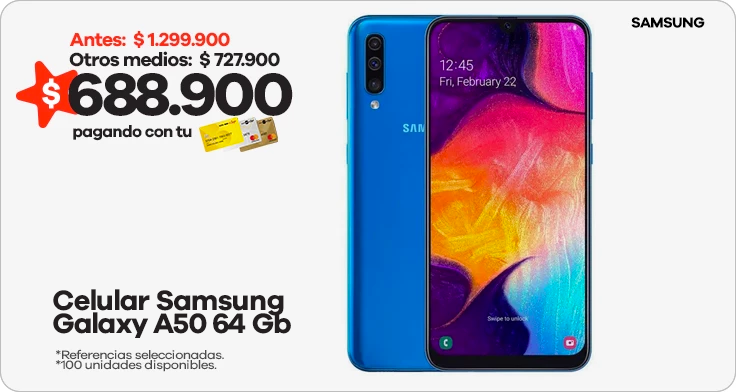 SAMSUNG
Antes: $ 1.299.900
Otros medios: $ 727.900
$ 688.900
pagando con tu
12:45
Fri, February 22
SAM
Swipe to unlock
Celular Samsung
Galaxy A50 64 Gb
*Referencias seleccionadas.
*100 unidades disponibles.